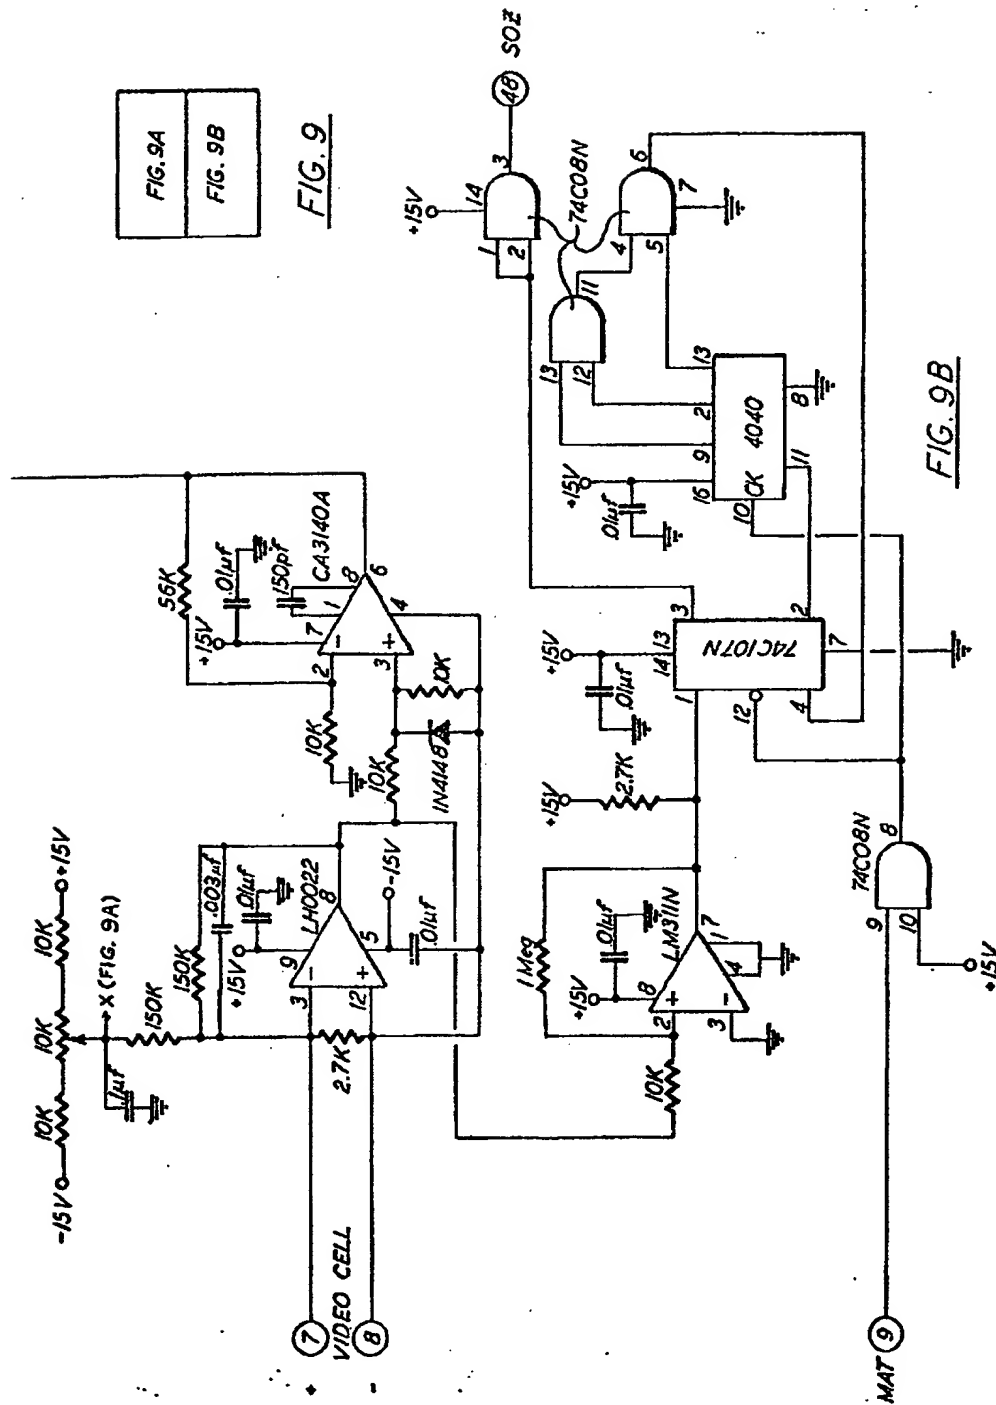 FIG. 9A
FIG. 9B
FIG. 9
-15V
10K
10K
10K
+15V
.1µf
X (FIG. 9A)
150K
150K
.003µf
+15V
.01µf
LH0022
3
9
8
12
5
-15V
.01µf
2.7K
+
7
VIDEO CELL
-
8
10K
10K
1N4148
10K
56K
+15V
.01µf
150pf
CA3140A
2
7
1
8
3
4
6
10K
1 Meg
+15V
.01µf
LM311N
2
8
3
4
1
7
+15V
2.7K
+15V
.01µf
14
13
1
3
12
74C107N
4
7
2
+15V
.01µf
16
9
2
13
10
CK
4040
11
8
13
12
11
74C08N
4
5
6
7
+15V
14
1
2
3
48
SOZ
MAT
9
9
10
8
74C08N
+15V
FIG. 9B